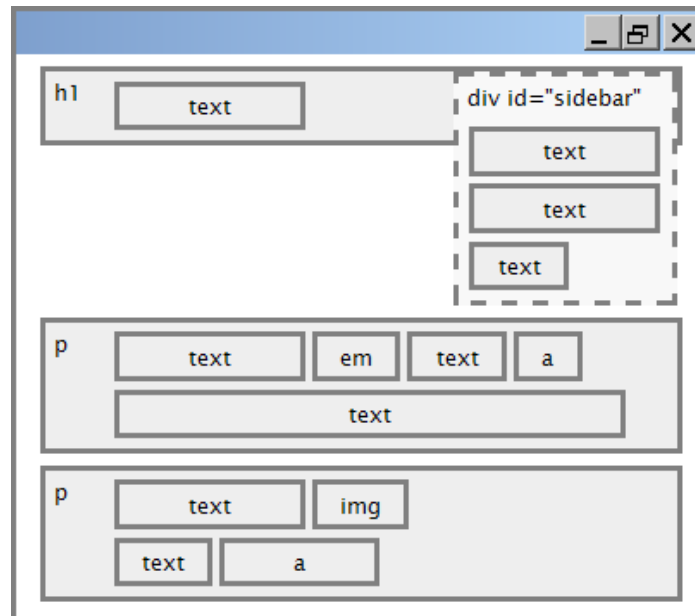 h1 text
div id="sidebar"
text
text
text
p text em text a
text
p text img
text a